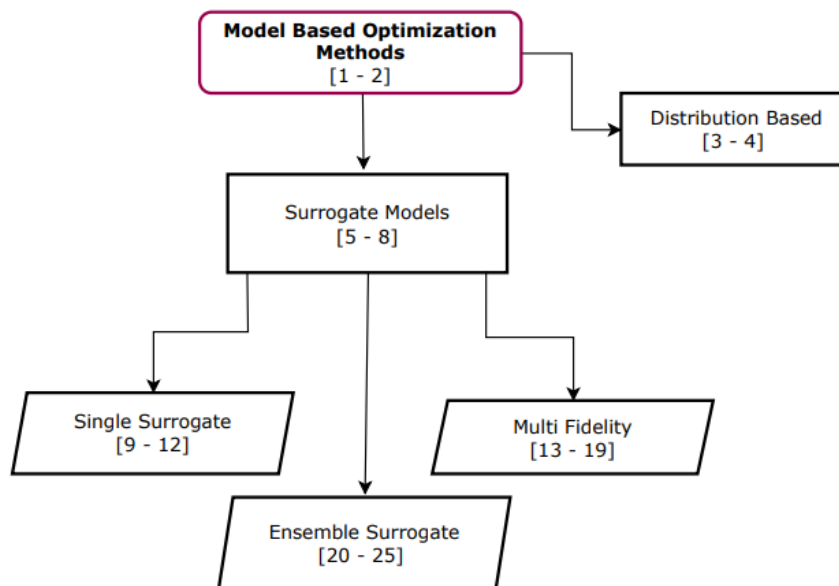 Model Based Optimization
Methods
[1 - 2]
Distribution Based
[3 - 4]
Surrogate Models
[5 - 8]
Single Surrogate
[9 - 12]
Multi Fidelity
[13 - 19]
Ensemble Surrogate
[20 - 25]